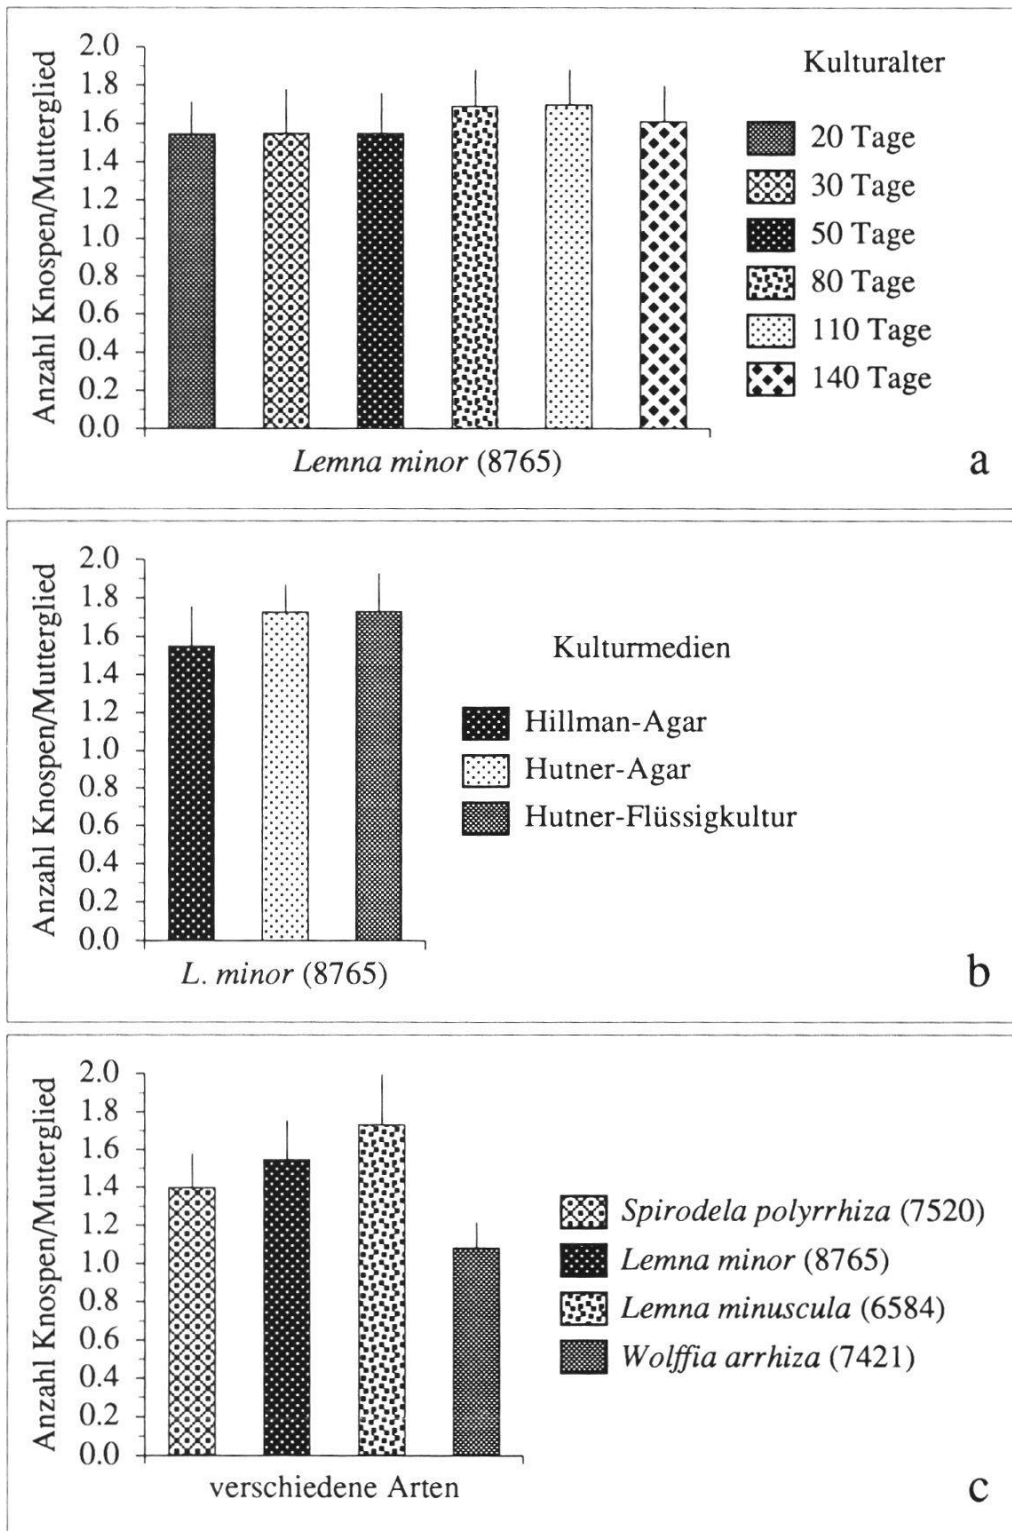 Anzahl Knospen/Mutterglied
2.0
1.8
1.6
1.4
1.2
1.0
0.8
0.6
0.4
0.2
0.0
Lemna minor (8765)
Kulturalter
20 Tage
30 Tage
50 Tage
80 Tage
110 Tage
140 Tage
a
Anzahl Knospen/Mutterglied
2.0
1.8
1.6
1.4
1.2
1.0
0.8
0.6
0.4
0.2
0.0
L. minor (8765)
Kulturmedien
Hillman-Agar
Hutner-Agar
Hutner-Flüssigkultur
b
Anzahl Knospen/Mutterglied
2.0
1.8
1.6
1.4
1.2
1.0
0.8
0.6
0.4
0.2
0.0
verschiedene Arten
Spirodela polyrrhiza (7520)
Lemna minor (8765)
Lemna minuscula (6584)
Wolffia arrhiza (7421)
c